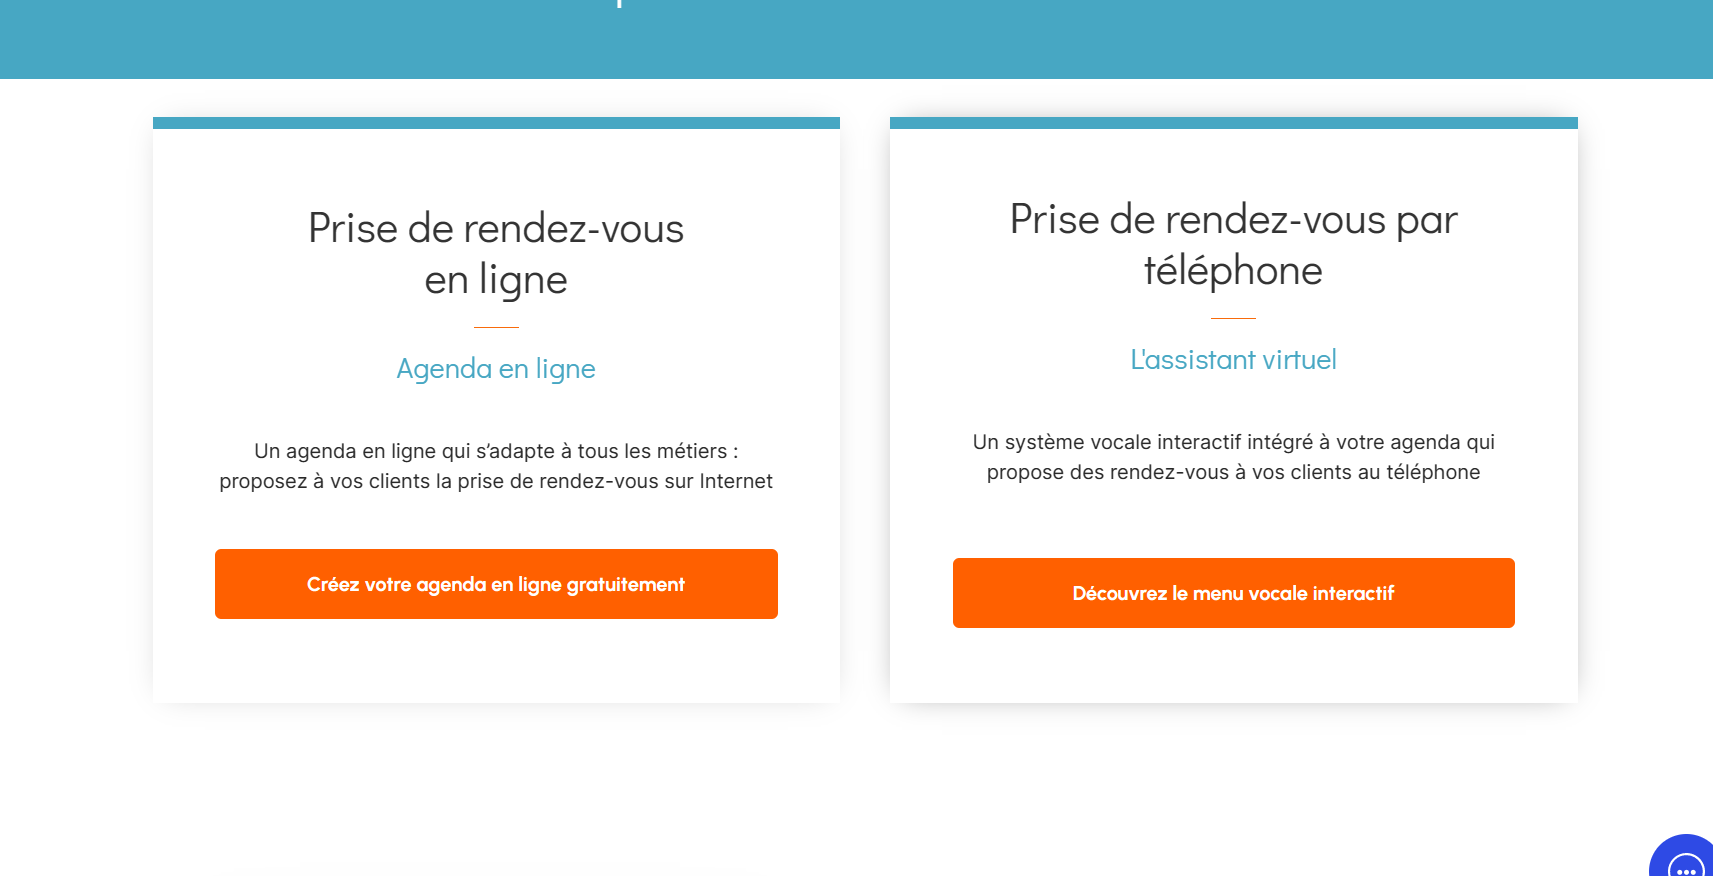 Prise de rendez-vous
en ligne
Agenda en ligne
Un agenda en ligne qui s’adapte à tous les métiers :
proposez à vos clients la prise de rendez-vous sur Internet
Créez votre agenda en ligne gratuitement
Prise de rendez-vous par
téléphone
L'assistant virtuel
Un système vocale interactif intégré à votre agenda qui
propose des rendez-vous à vos clients au téléphone
Découvrez le menu vocale interactif